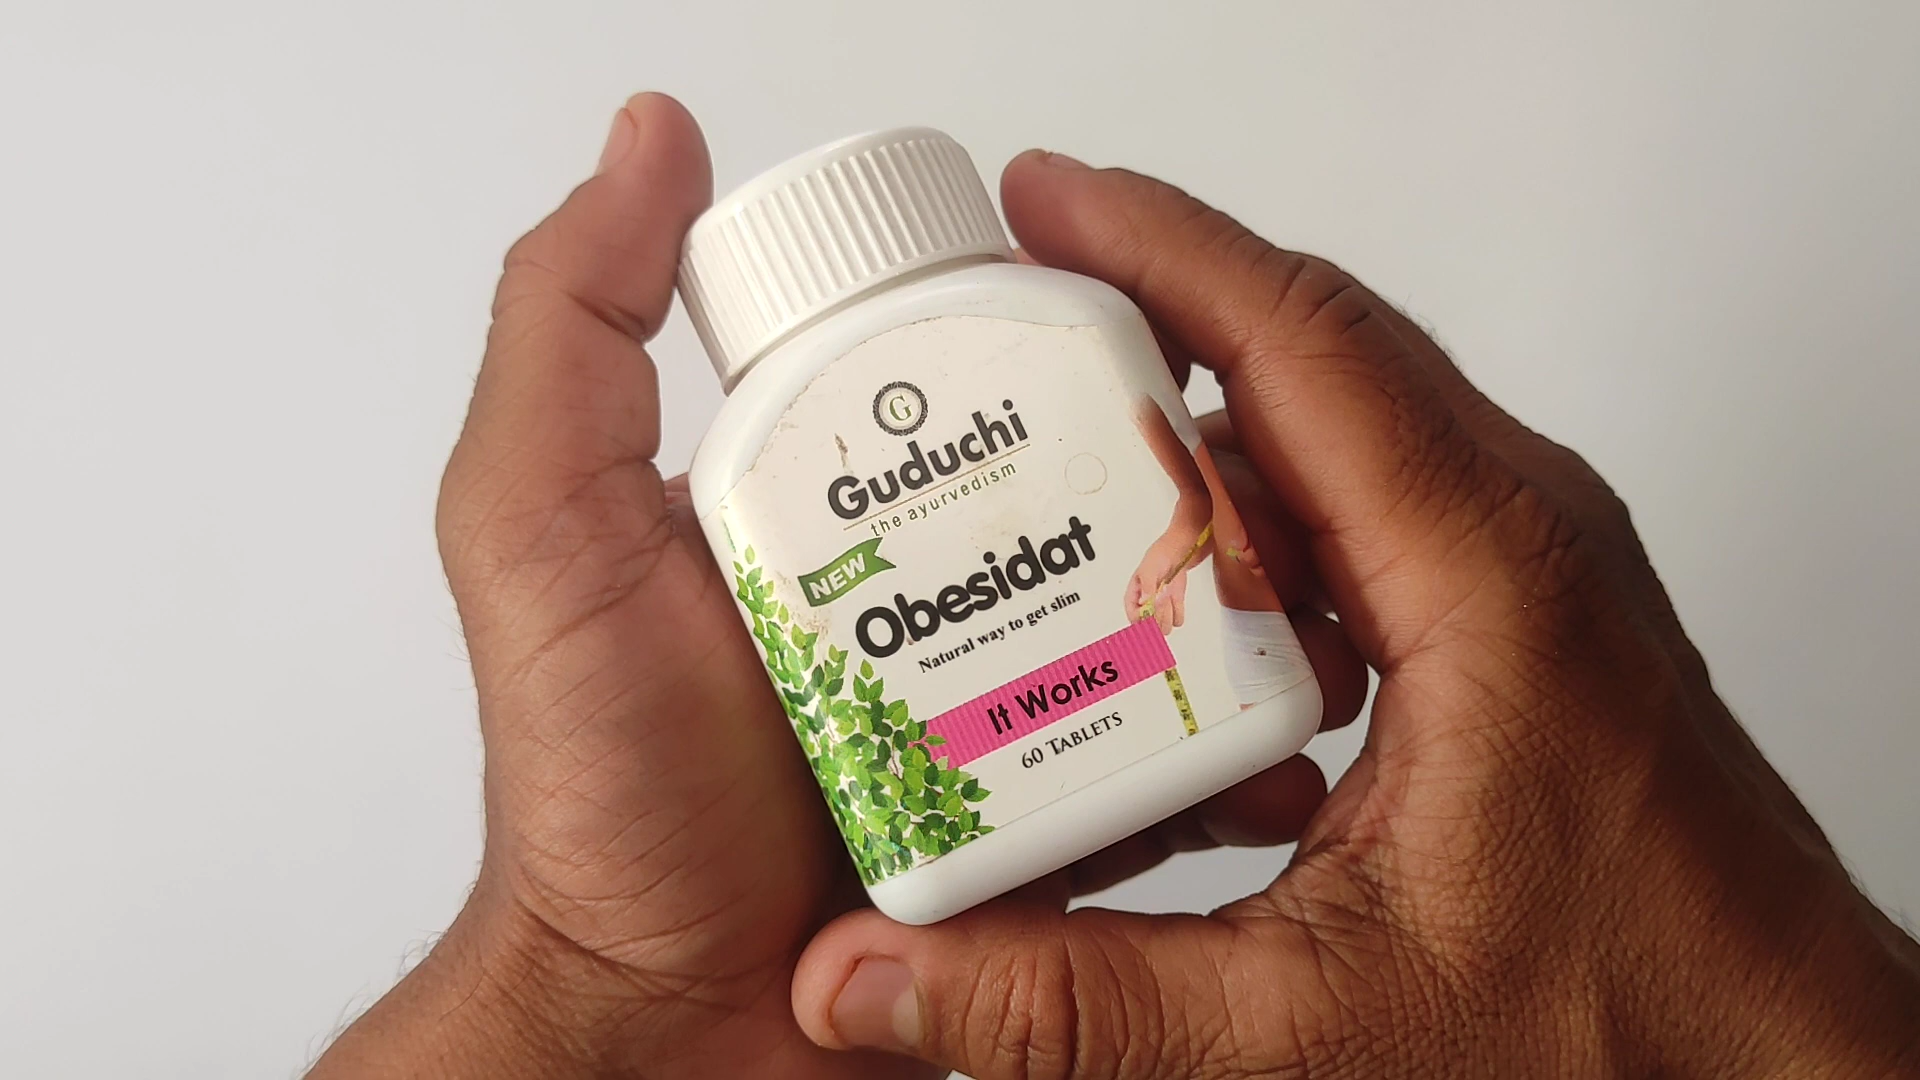 G
Guduchi
the ayurvedism
NEW
Obesidat
Natural way to get slim
It Works
60 TABLETS